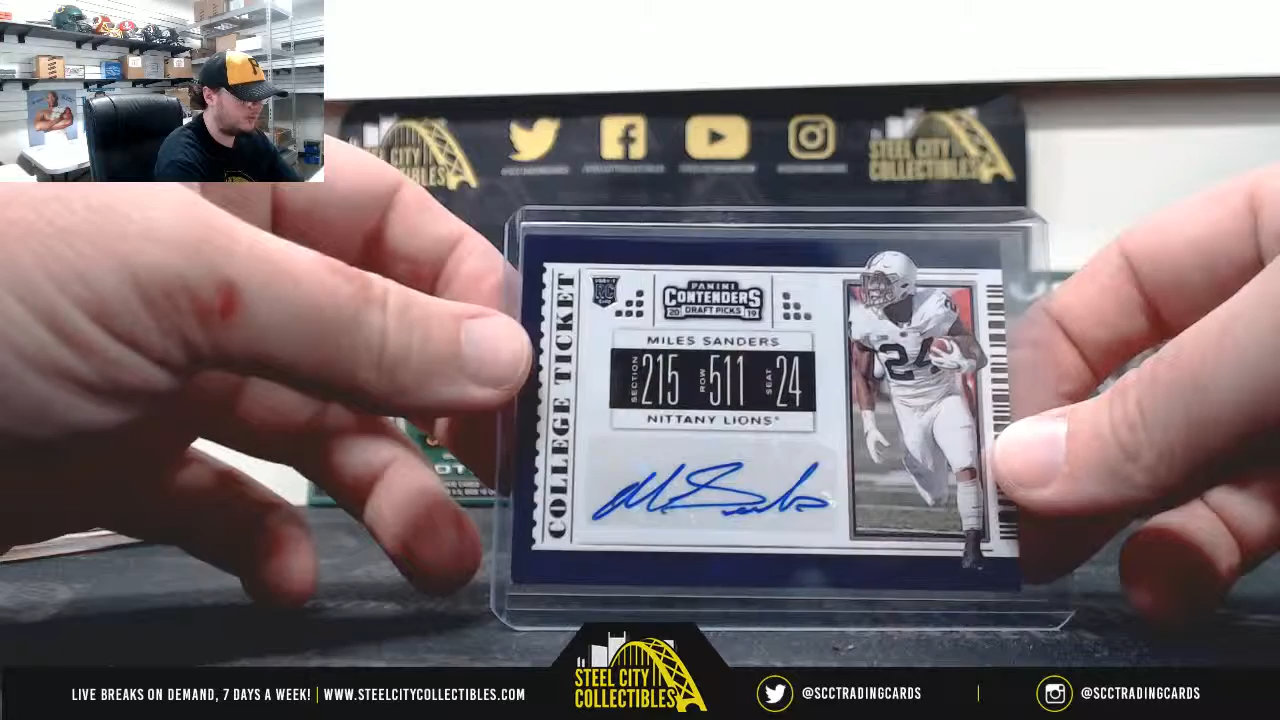 STEEL CITY
COLLECTIBLES
STEEL CITY
COLLECTIBLES
COLLEGE TICKET
RC
PANINI
CONTENDERS
20 DRAFT PICKS 19
MILES SANDERS
SECTION 215 ROW 511 SEAT 24
NITTANY LIONS
24
LIVE BREAKS ON DEMAND, 7 DAYS A WEEK! | WWW.STEELCITYCOLLECTIBLES.COM
STEEL CITY
COLLECTIBLES
@SCCTRADINGCARDS | @SCCTRADINGCARDS